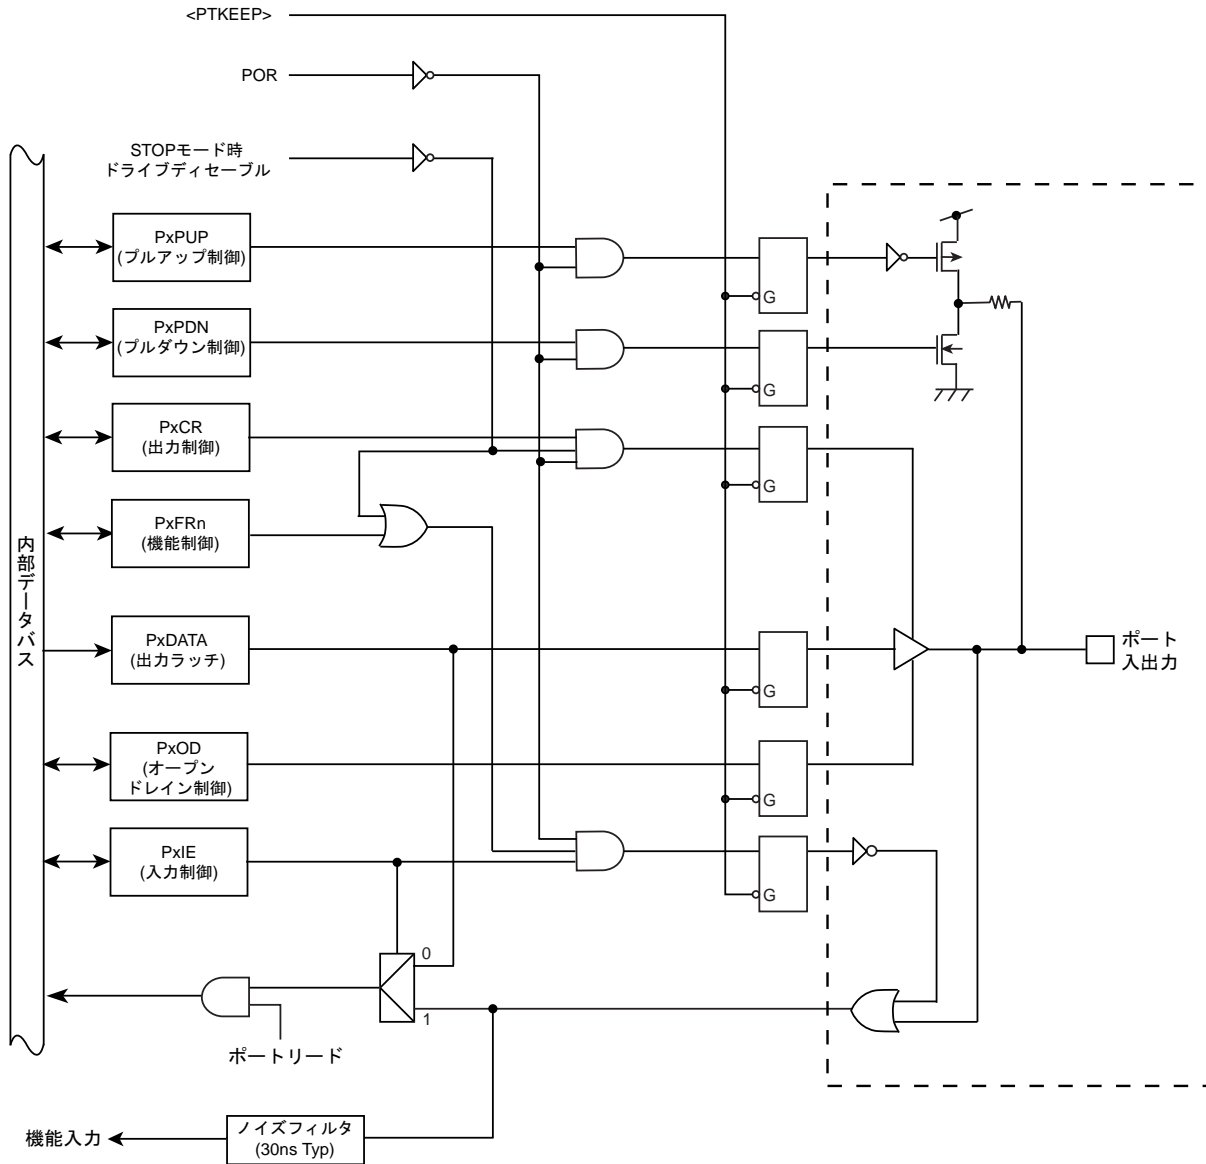 <PTKEEP>
POR
STOPモード時
ドライブディセーブル
PxPUP
(プルアップ制御)
G
PxPDN
(プルダウン制御)
G
PxCR
(出力制御)
G
PxFRn
(機能制御)
内部データバス
PxDATA
(出力ラッチ)
G
ポート
入出力
PxOD
(オープン
ドレイン制御)
G
PxIE
(入力制御)
G
0
1
ポートリード
機能入力
ノイズフィルタ
(30ns Typ)